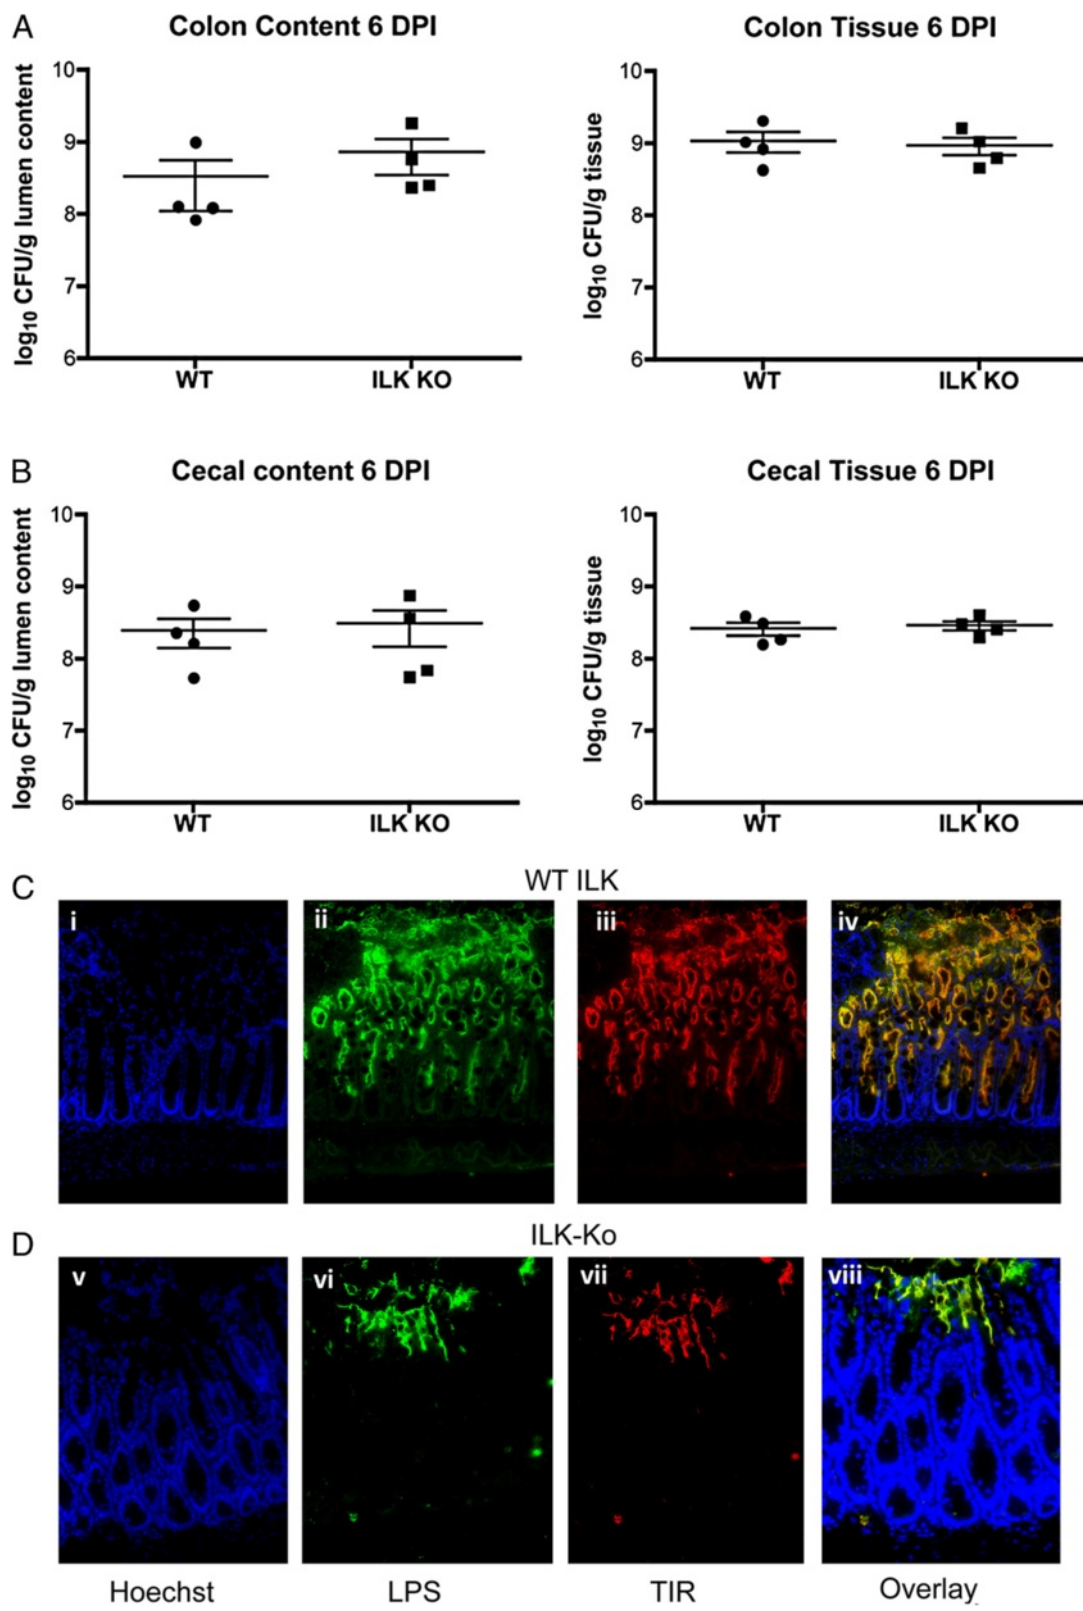 A
Colon Content 6 DPI
log₁₀ CFU/g lumen content
10
9
8
7
6
WT
ILK KO
Colon Tissue 6 DPI
log₁₀ CFU/g tissue
10
9
8
7
6
WT
ILK KO
B
Cecal content 6 DPI
log₁₀ CFU/g lumen content
10
9
8
7
6
WT
ILK KO
Cecal Tissue 6 DPI
log₁₀ CFU/g tissue
10
9
8
7
6
WT
ILK KO
C
WT ILK
i
ii
iii
iv
D
ILK-Ko
v
vi
vii
viii
Hoechst
LPS
TIR
Overlay